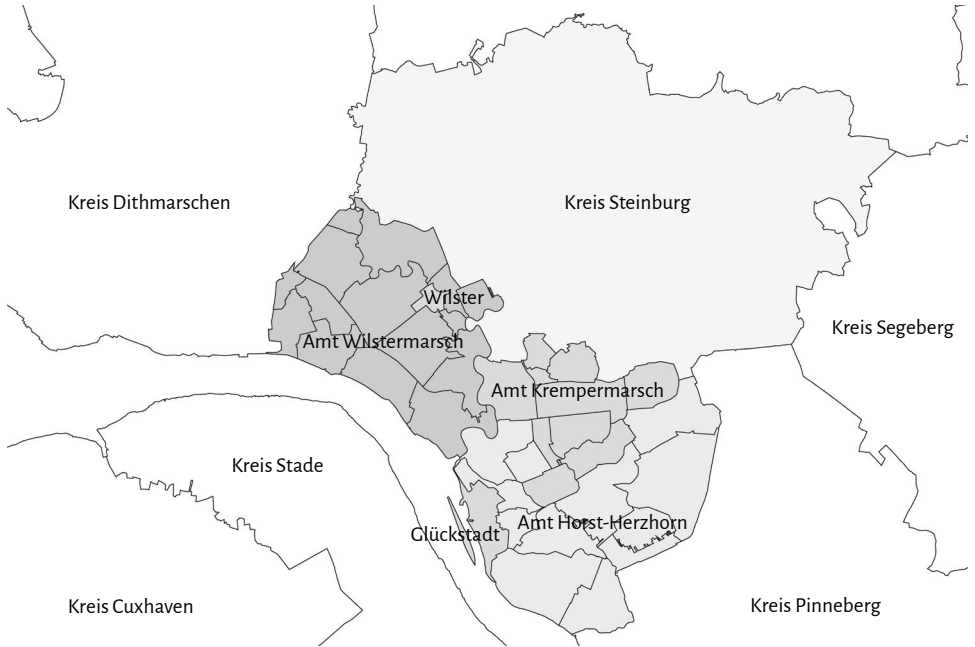 Kreis Dithmarschen
Kreis Steinburg
Wilster
Kreis Segeberg
Amt Wilstermarsch
Amt Krempermarsch
Kreis Stade
Amt Horst-Herzhorn
Glückstadt
Kreis Cuxhaven
Kreis Pinneberg